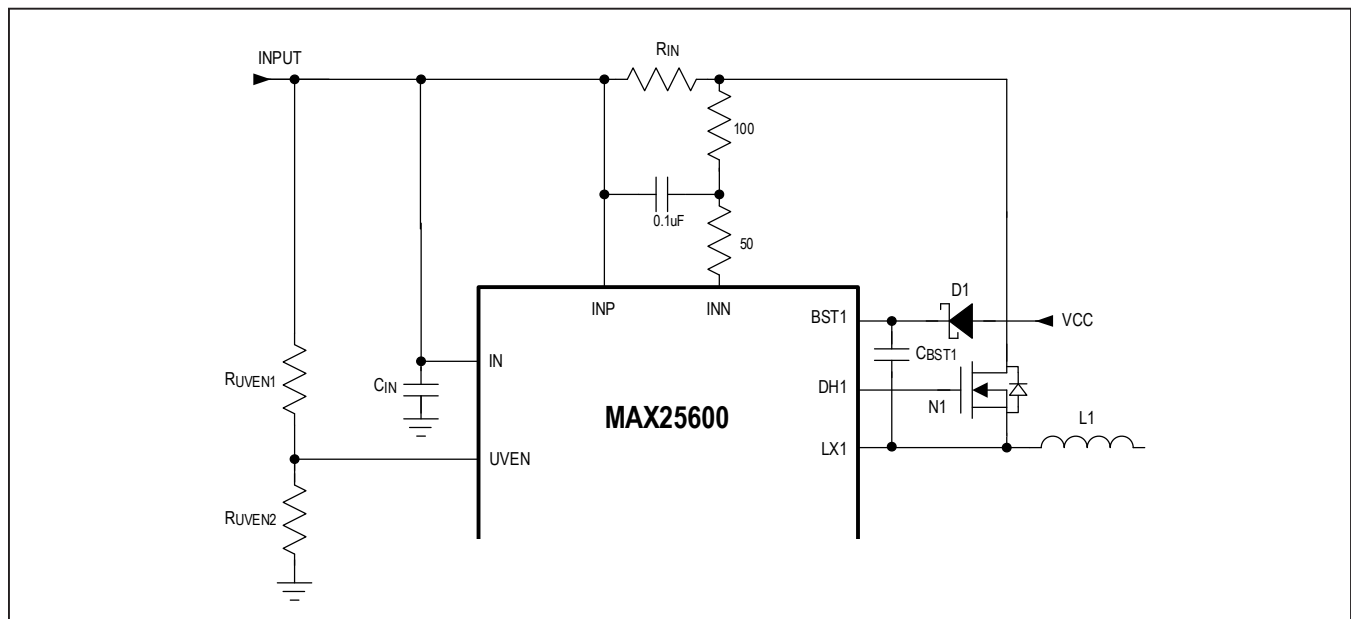 INPUT
RIN
100
0.1uF
50
INP
INN
D1
BST1
VCC
CBST1
IN
CIN
RUVEN1
DH1
N1
MAX25600
L1
LX1
UVEN
RUVEN2